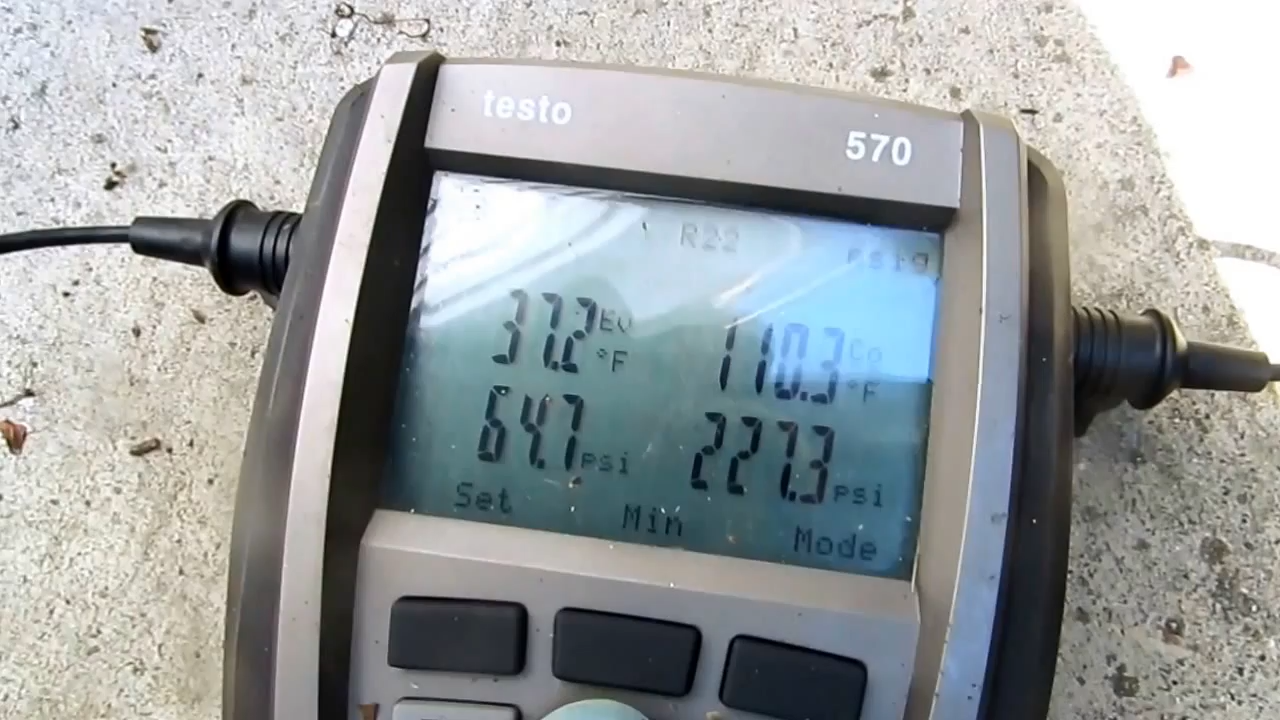 testo
570
R22
psig
37.2 Ev °F
110.3 Co °F
64.7 psi
227.3 psi
Set Min Mode